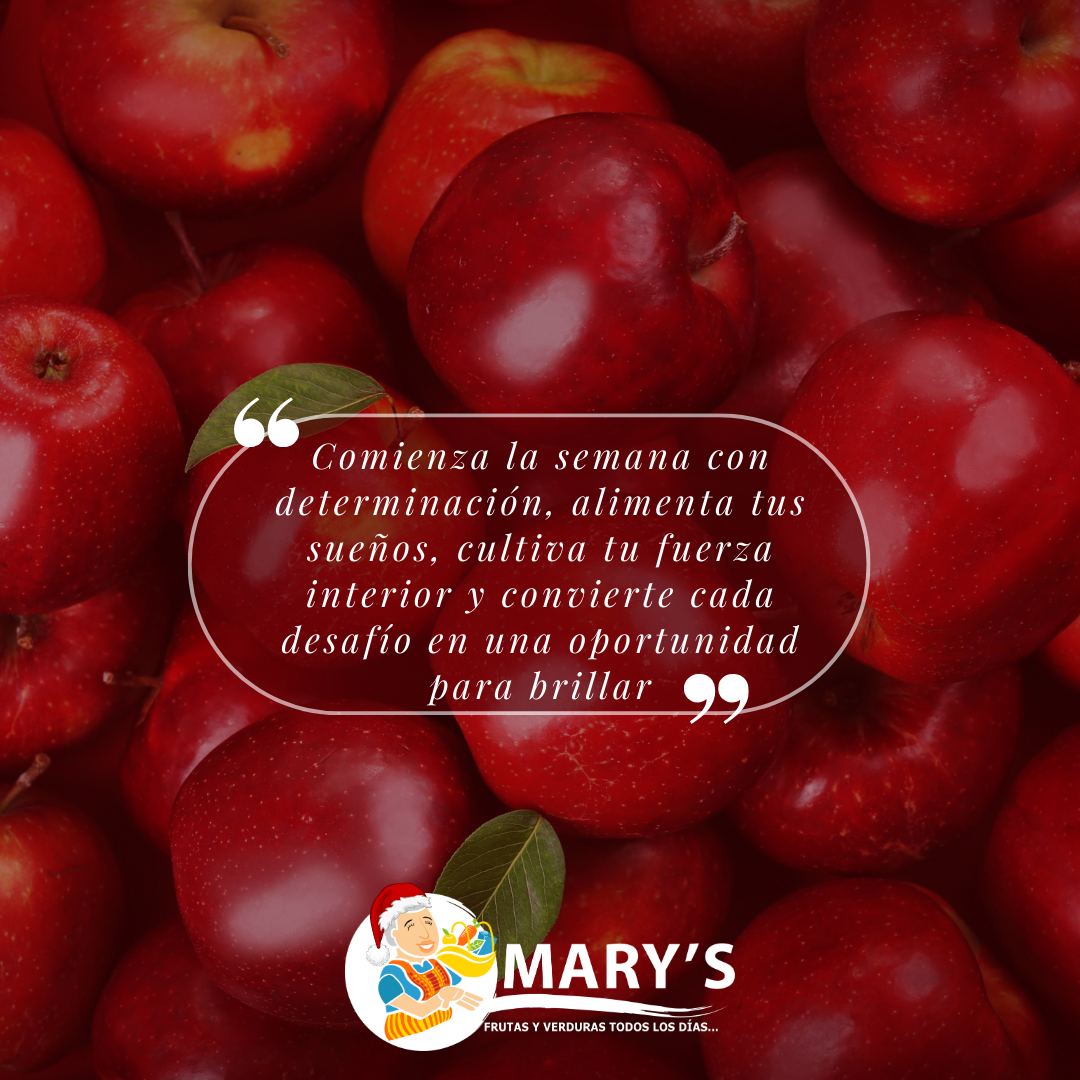 “
Comienza la semana con
determinación, alimenta tus
sueños, cultiva tu fuerza
interior y convierte cada
desafío en una oportunidad
para brillar ”
MARY’S
FRUTAS Y VERDURAS TODOS LOS DÍAS...